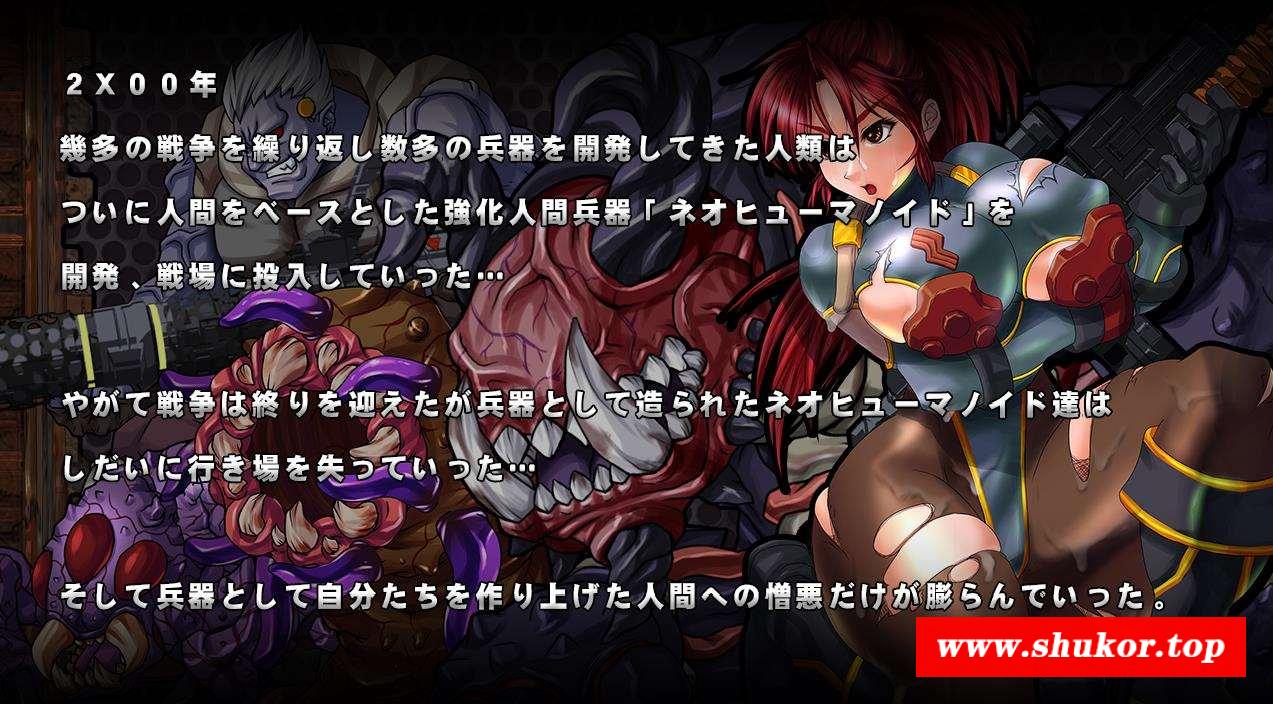 ２Ｘ００年
幾多の戦争を繰り返し数多の兵器を開発してきた人類は
ついに人間をベースとした強化人間兵器「ネオヒューマノイド」を
開発、戦場に投入していった…
やがて戦争は終りを迎えたが兵器として造られたネオヒューマノイド達は
しだいに行き場を失っていった…
そして兵器として自分たちを作り上げた人間への憎悪だけが膨らんでいった。
www.shukor.top